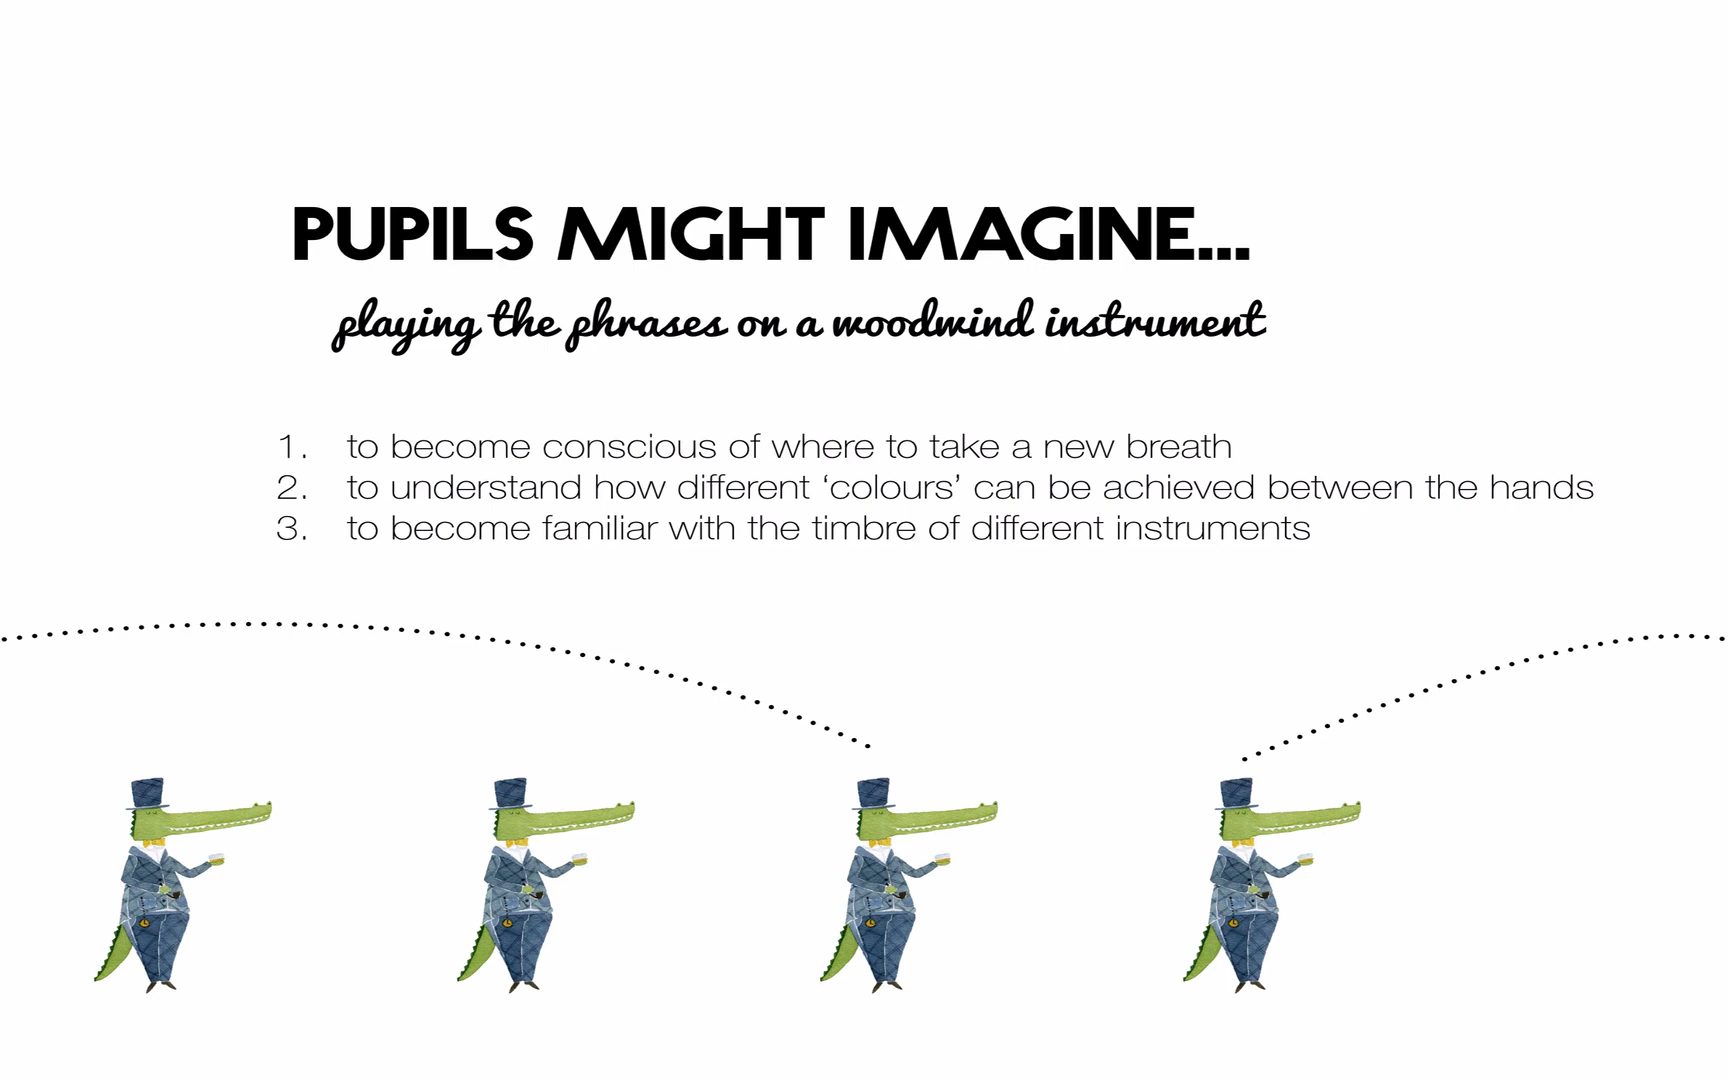 PUPILS MIGHT IMAGINE...
playing the phrases on a woodwind instrument
1. to become conscious of where to take a new breath
2. to understand how different ‘colours’ can be achieved between the hands
3. to become familiar with the timbre of different instruments